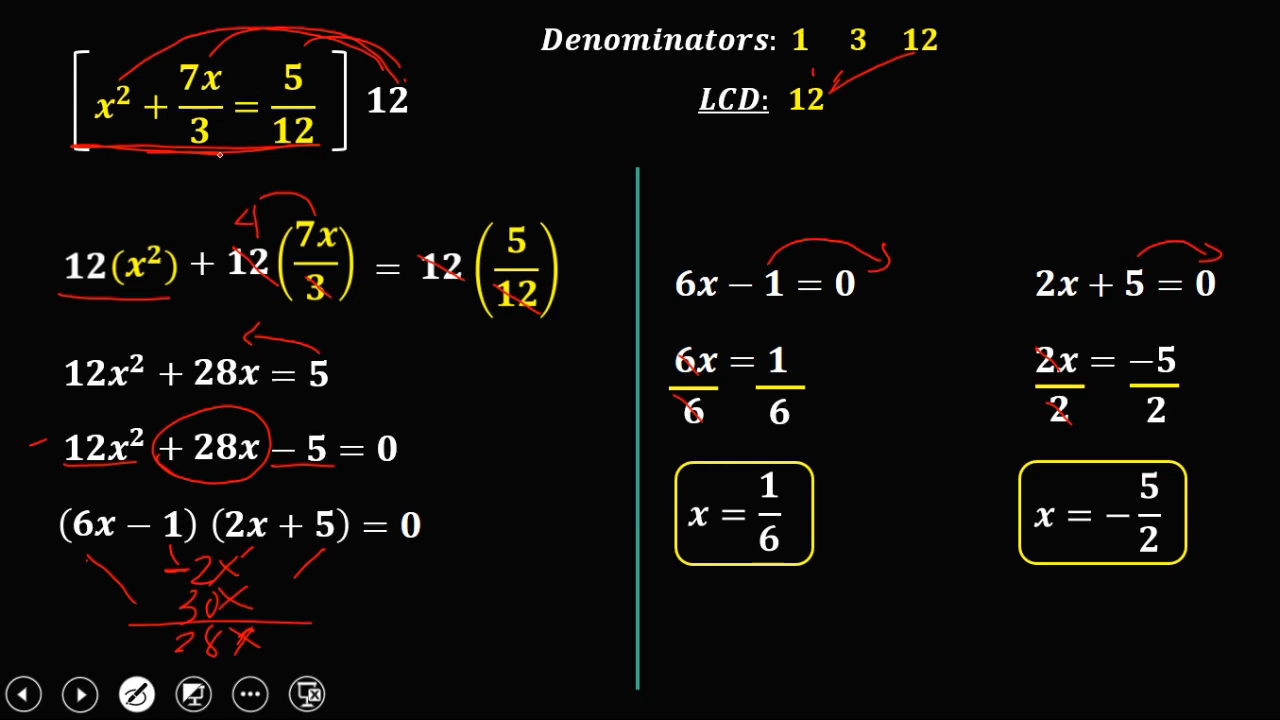 [x² + 7x/3 = 5/12] 12
Denominators: 1 3 12
LCD: 12
12(x²) + 12(7x/3) = 12(5/12)
4
12x² + 28x = 5
12x² + 28x − 5 = 0
(6x − 1) (2x + 5) = 0
−2x
30x
28x
6x − 1 = 0
6x/6 = 1/6
x = 1/6
2x + 5 = 0
2x/2 = −5/2
x = −5/2